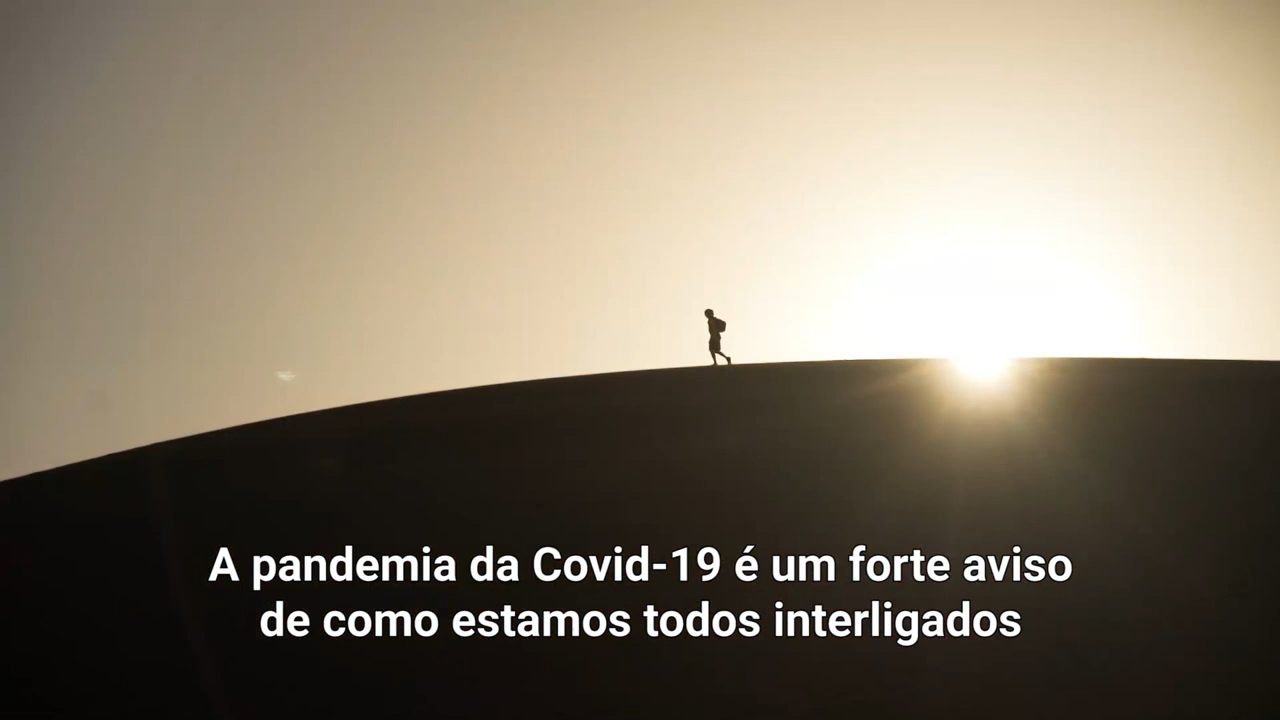 A pandemia da Covid-19 é um forte aviso
de como estamos todos interligados